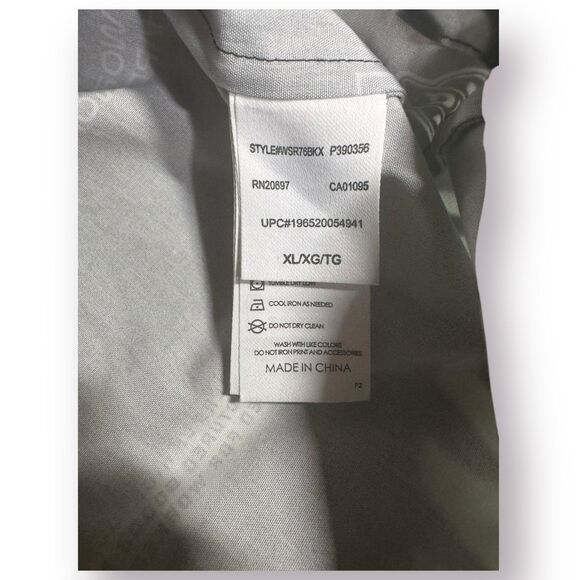 STYLE#WSR76BKX P390356
RN20697 CA01095
UPC#196520054941
XL/XG/TG
TUMBLE DRY LOW
COOL IRON AS NEEDED
DO NOT DRY CLEAN
WASH WITH LIKE COLORS
DO NOT IRON PRINT AND ACCESSORIES
MADE IN CHINA
F2